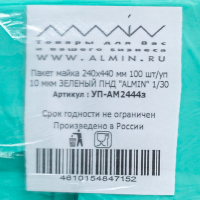 Товары для Вас
и вашего бизнеса
WWW.ALMIN.RU
Пакет майка 240х440 мм 100 шт/уп
10 мкм ЗЕЛЕНЫЙ ПНД "ALMIN" 1/30
Артикул : УП-АМ2444з
Срок годности не ограничен
Произведено в России
4810154847152